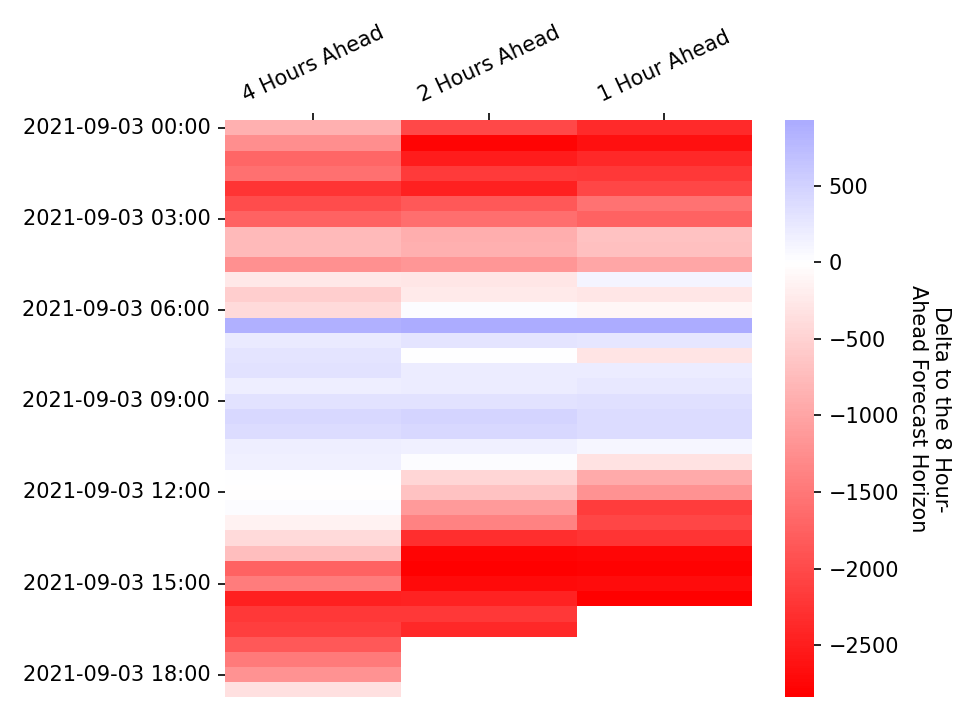 4 Hours Ahead
2 Hours Ahead
1 Hour Ahead
2021-09-03 00:00
2021-09-03 03:00
2021-09-03 06:00
2021-09-03 09:00
2021-09-03 12:00
2021-09-03 15:00
2021-09-03 18:00
500
0
−500
−1000
−1500
−2000
−2500
Delta to the 8 Hour-
Ahead Forecast Horizon